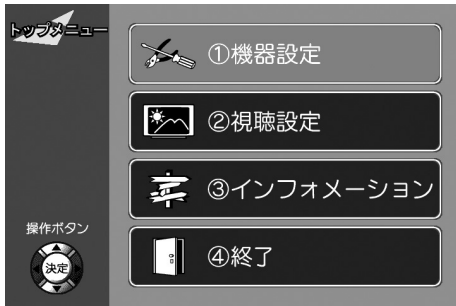 トップメニュー
①機器設定
②視聴設定
③インフォメーション
④終了
操作ボタン
決定